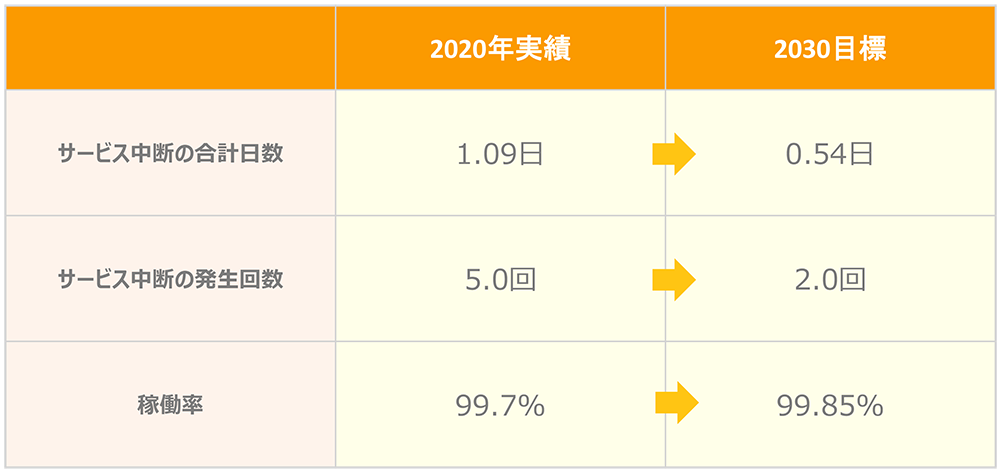 2020年実績 2030目標
サービス中断の合計日数 1.09日 0.54日
サービス中断の発生回数 5.0回 2.0回
稼働率 99.7% 99.85%